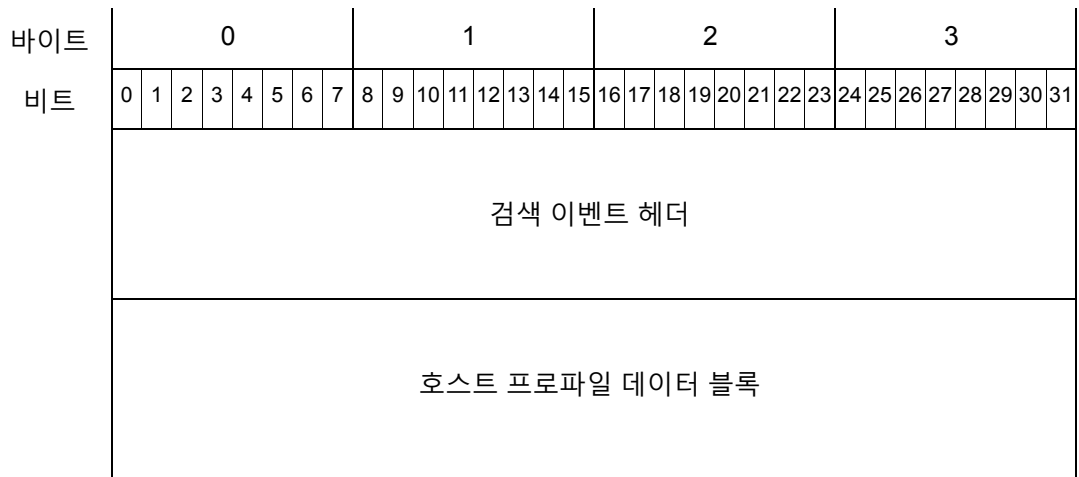 바이트 0 1 2 3
비트 0 1 2 3 4 5 6 7 8 9 10 11 12 13 14 15 16 17 18 19 20 21 22 23 24 25 26 27 28 29 30 31
검색 이벤트 헤더
호스트 프로파일 데이터 블록